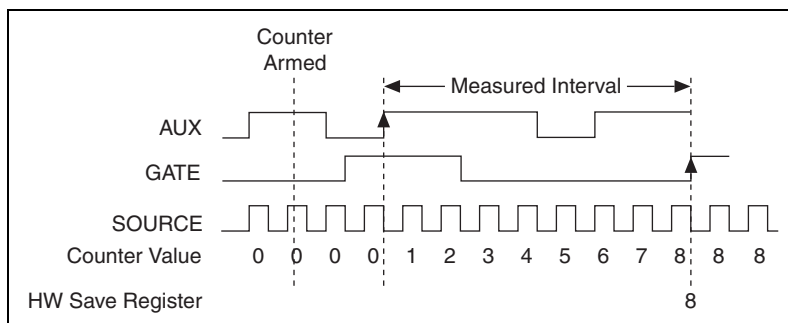 Counter
Armed
Measured Interval
AUX
GATE
SOURCE
Counter Value 0 0 0 0 1 2 3 4 5 6 7 8 8 8
HW Save Register 8